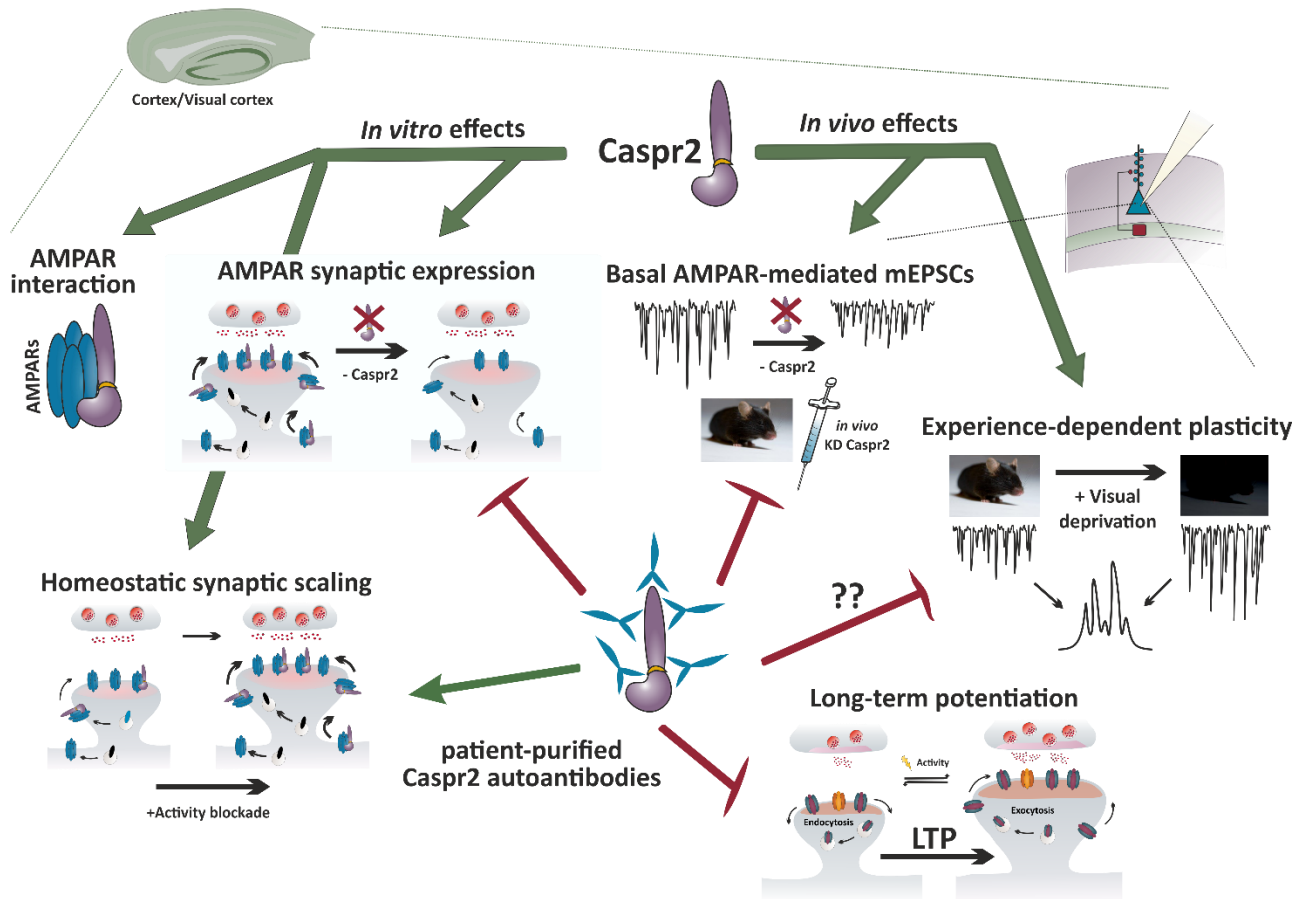 Cortex/Visual cortex
In vitro effects
Caspr2
In vivo effects
AMPAR
interaction
AMPARs
AMPAR synaptic expression
- Caspr2
Basal AMPAR-mediated mEPSCs
- Caspr2
in vivo
KD Caspr2
Experience-dependent plasticity
+ Visual
deprivation
Homeostatic synaptic scaling
+Activity blockade
??
patient-purified
Caspr2 autoantibodies
Long-term potentiation
Activity
Endocytosis
Exocytosis
LTP